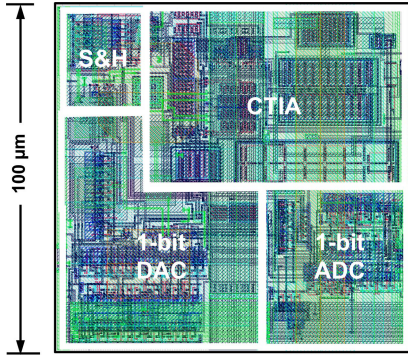 S&H
CTIA
100 µm
1-bit
DAC
1-bit
ADC